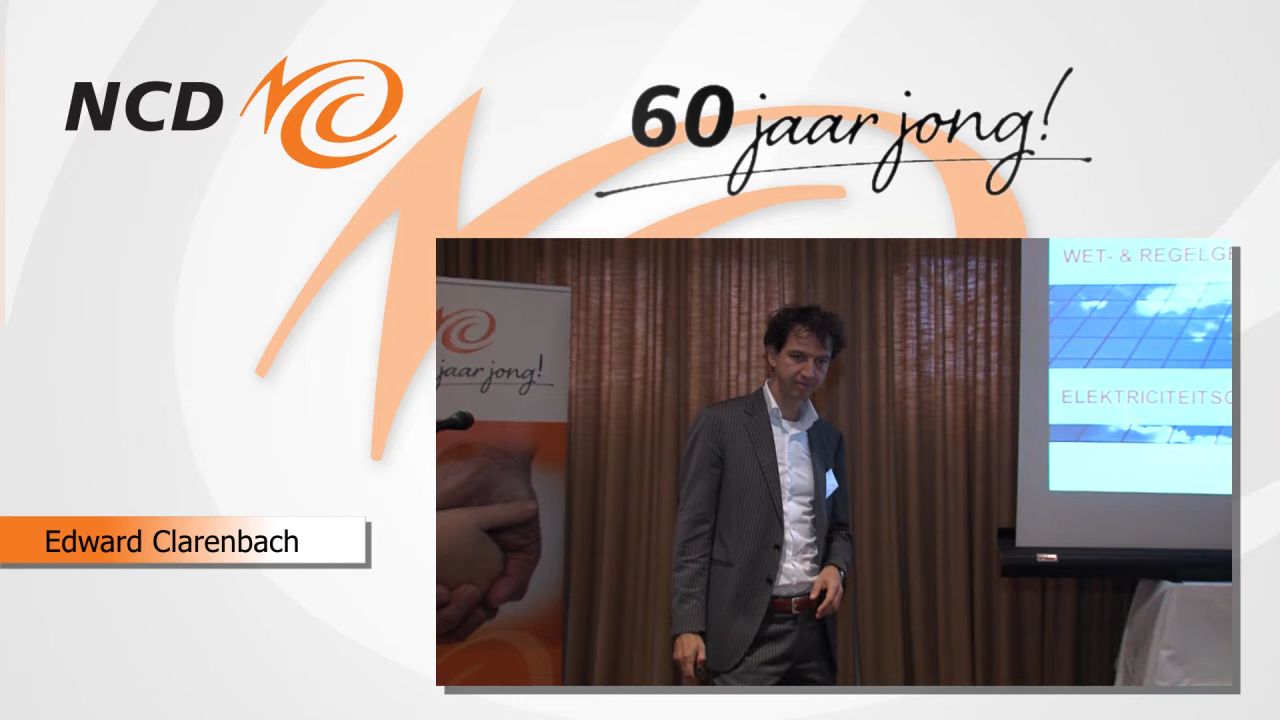 NCD
60 jaar jong!
WET- & REGELGE
jaar jong!
ELEKTRICITEITSC
Edward Clarenbach